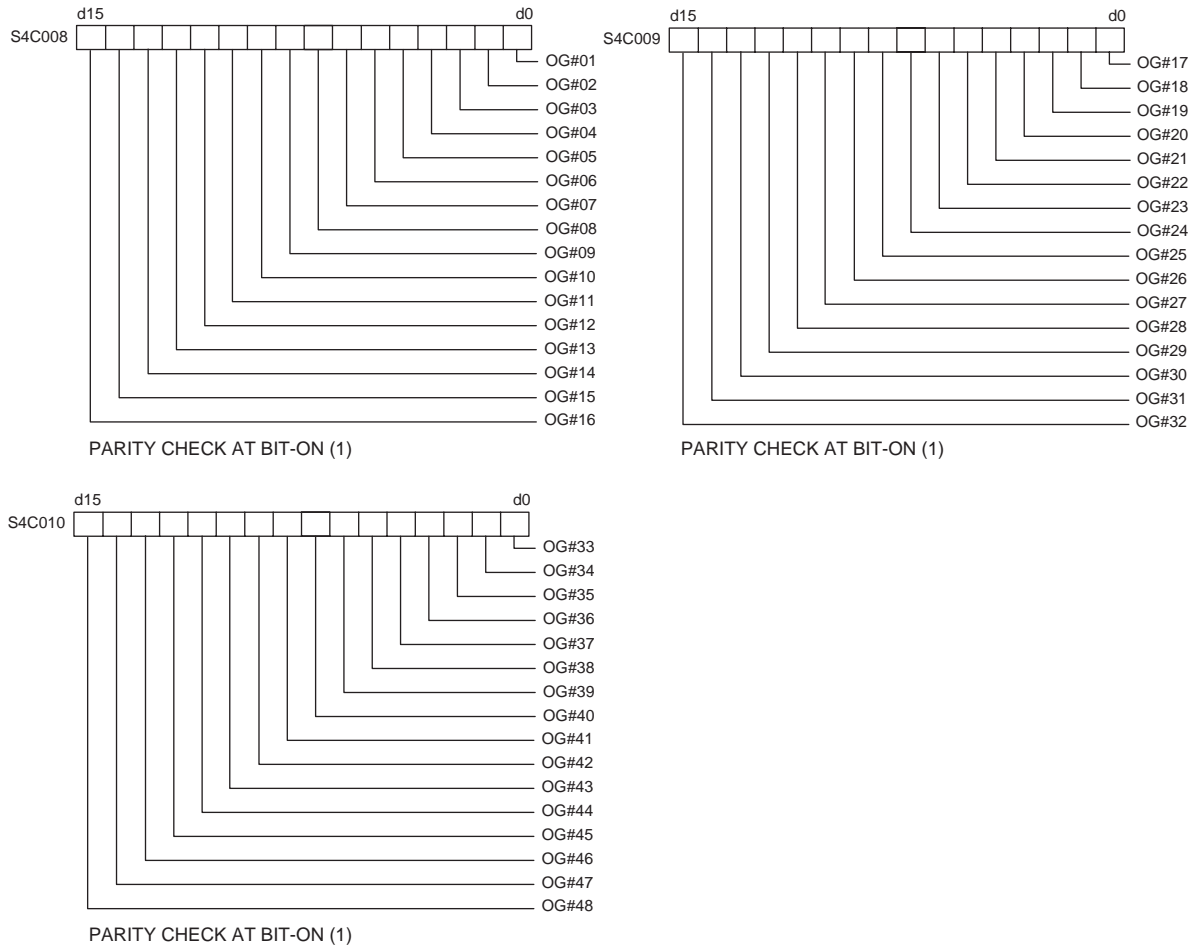 d15 d0
S4C008
OG#01
OG#02
OG#03
OG#04
OG#05
OG#06
OG#07
OG#08
OG#09
OG#10
OG#11
OG#12
OG#13
OG#14
OG#15
OG#16
PARITY CHECK AT BIT-ON (1)
d15 d0
S4C009
OG#17
OG#18
OG#19
OG#20
OG#21
OG#22
OG#23
OG#24
OG#25
OG#26
OG#27
OG#28
OG#29
OG#30
OG#31
OG#32
PARITY CHECK AT BIT-ON (1)
d15 d0
S4C010
OG#33
OG#34
OG#35
OG#36
OG#37
OG#38
OG#39
OG#40
OG#41
OG#42
OG#43
OG#44
OG#45
OG#46
OG#47
OG#48
PARITY CHECK AT BIT-ON (1)